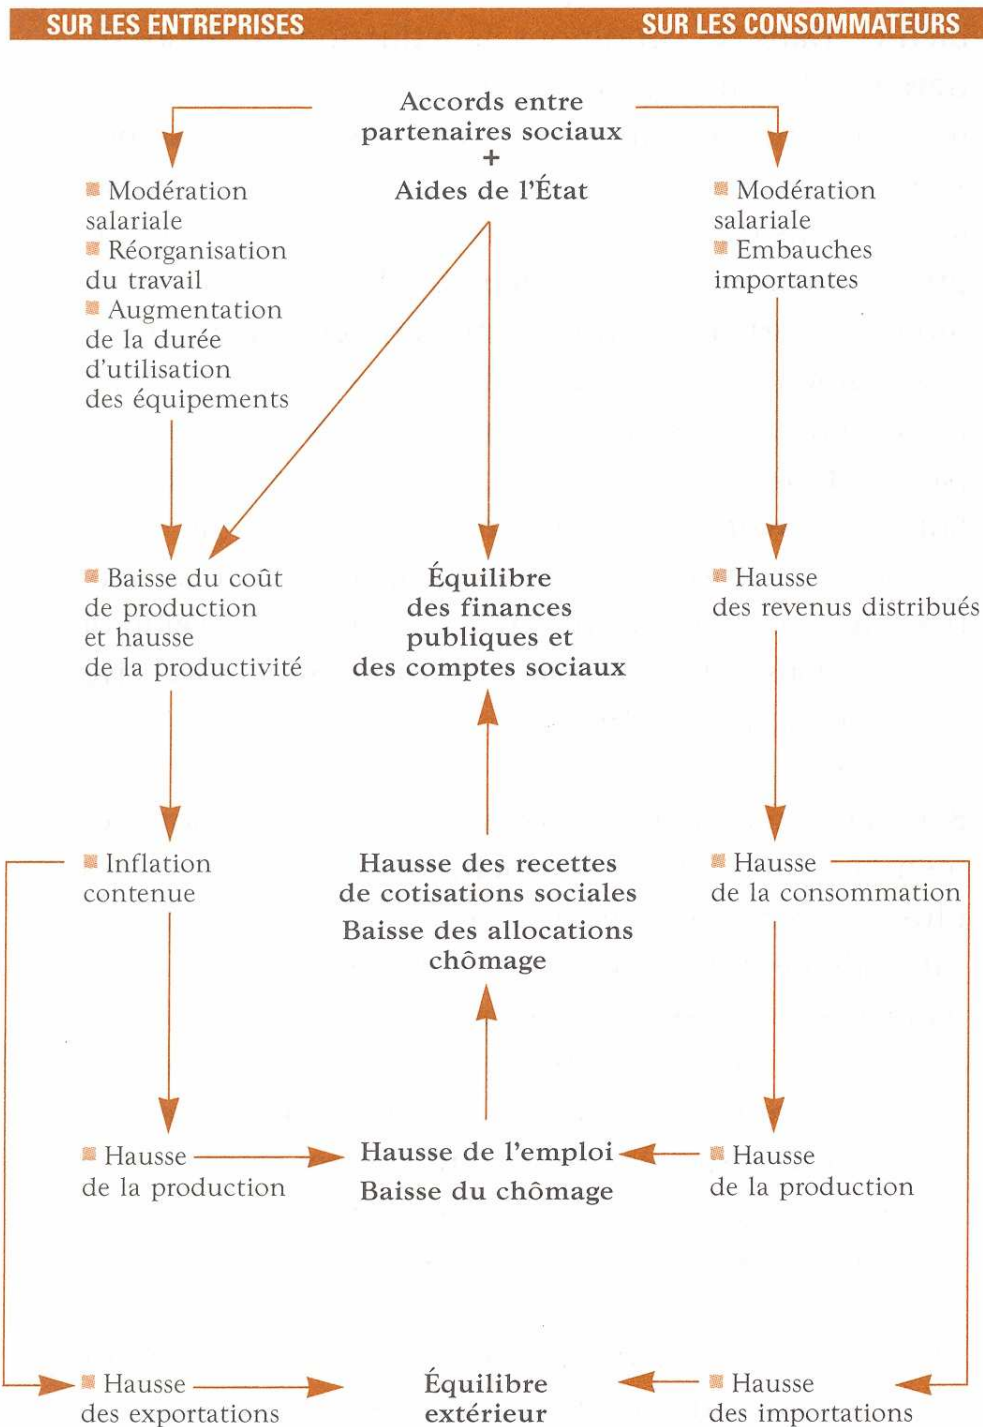 SUR LES ENTREPRISES
SUR LES CONSOMMATEURS
Accords entre
partenaires sociaux
+
Aides de l'État
■ Modération
salariale
■ Réorganisation
du travail
■ Augmentation
de la durée
d'utilisation
des équipements
■ Modération
salariale
■ Embauches
importantes
■ Baisse du coût
de production
et hausse
de la productivité
Équilibre
des finances
publiques et
des comptes sociaux
■ Hausse
des revenus distribués
■ Inflation
contenue
Hausse des recettes
de cotisations sociales
Baisse des allocations
chômage
■ Hausse
de la consommation
■ Hausse
de la production
Hausse de l'emploi
Baisse du chômage
■ Hausse
de la production
■ Hausse
des exportations
Équilibre
extérieur
■ Hausse
des importations